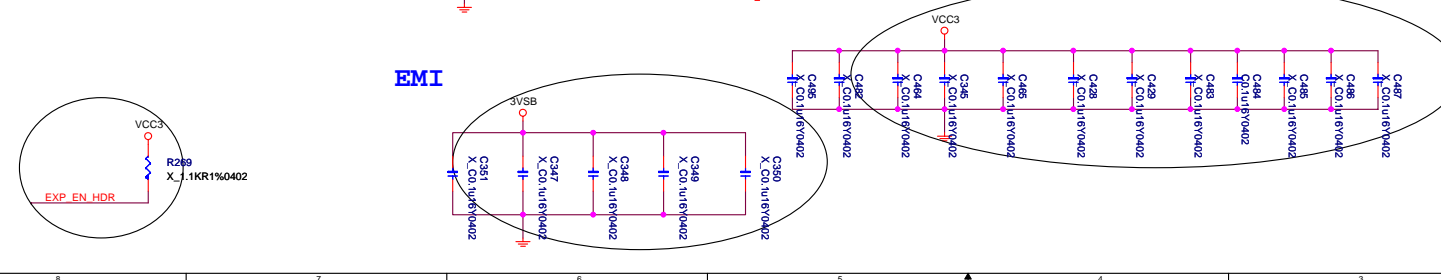 VCC3
EMI
3VSB
VCC3
R269
X_1.1KR1%0402
EXP_EN_HDR
C495
X_C0.1u16Y0402
C482
X_C0.1u16Y0402
C464
X_C0.1u16Y0402
C345
X_C0.1u16Y0402
C465
X_C0.1u16Y0402
C428
X_C0.1u16Y0402
C429
X_C0.1u16Y0402
C483
X_C0.1u16Y0402
C484
X_C0.1u16Y0402
C485
X_C0.1u16Y0402
C486
X_C0.1u16Y0402
C487
X_C0.1u16Y0402
C351
X_C0.1u16Y0402
C347
X_C0.1u16Y0402
C348
X_C0.1u16Y0402
C349
X_C0.1u16Y0402
C350
X_C0.1u16Y0402
8
7
6
5
4
3